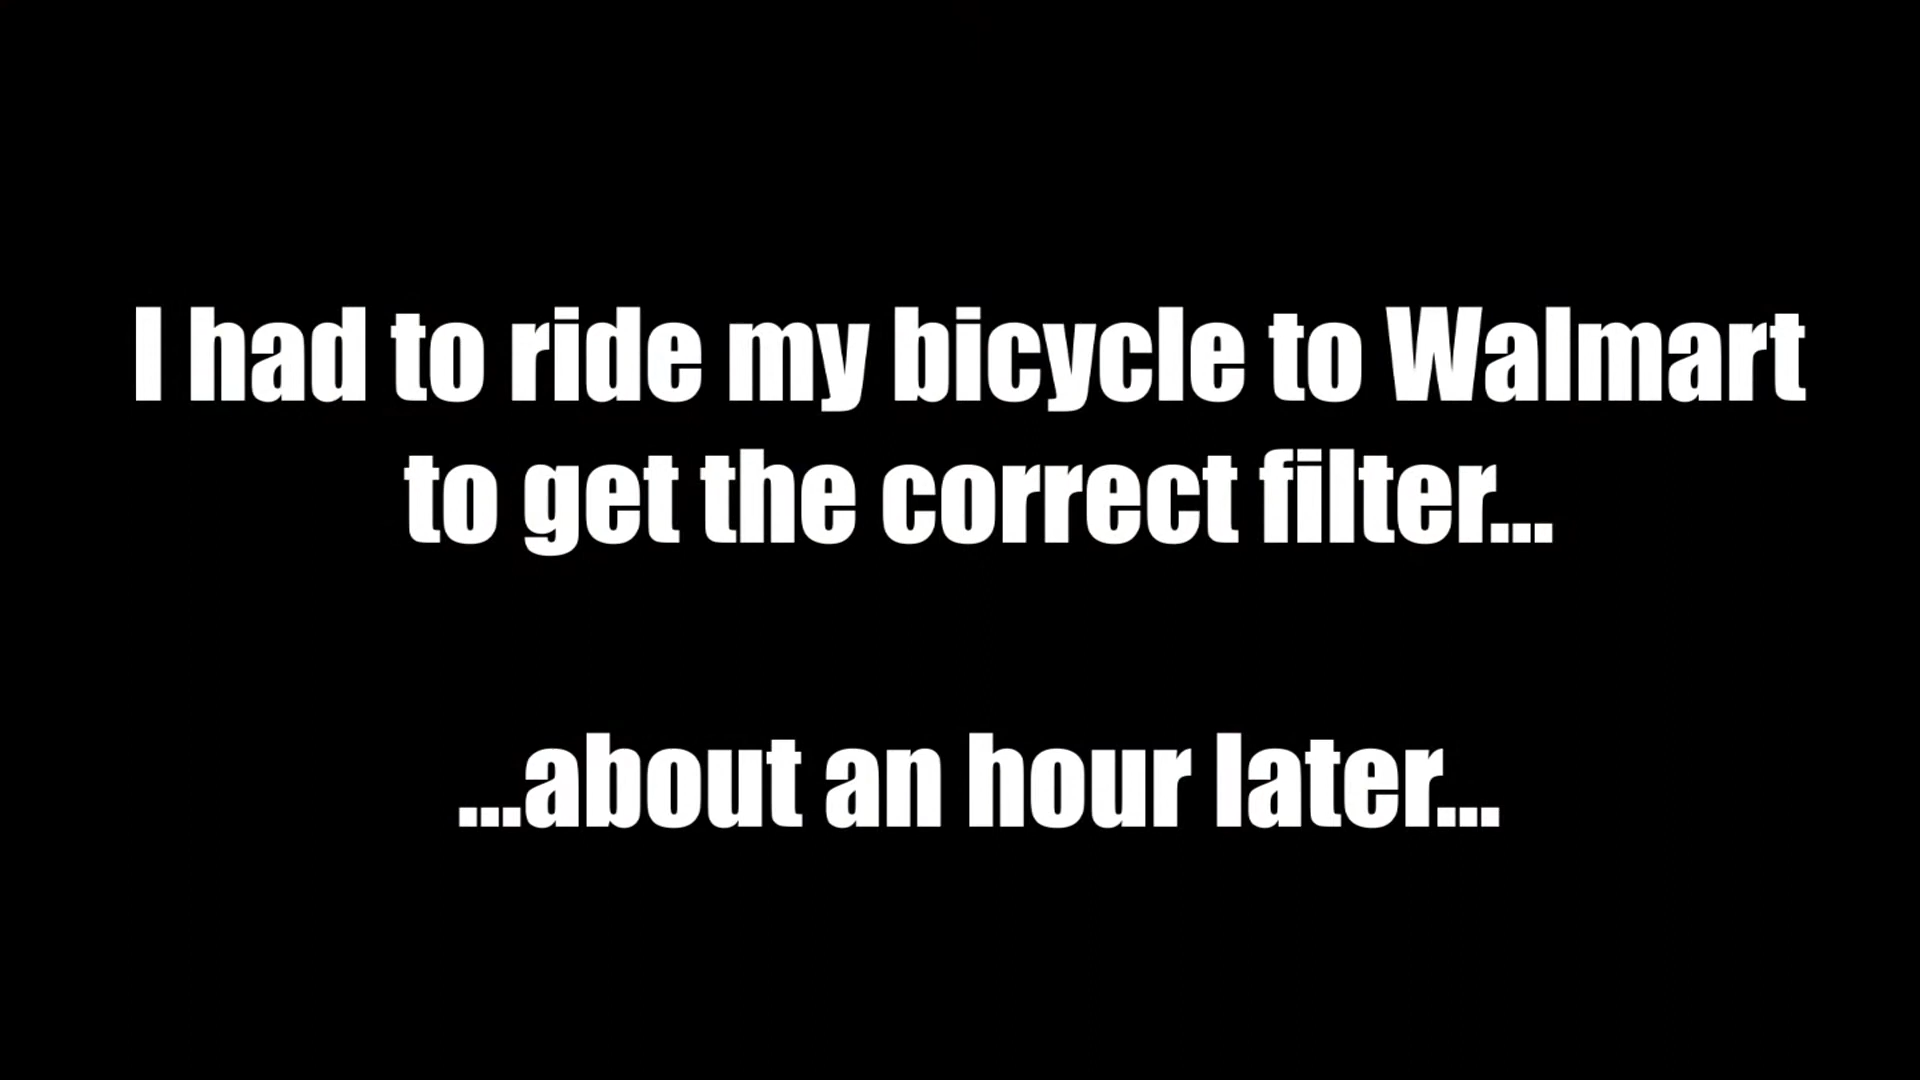 I had to ride my bicycle to Walmart
to get the correct filter...
...about an hour later...